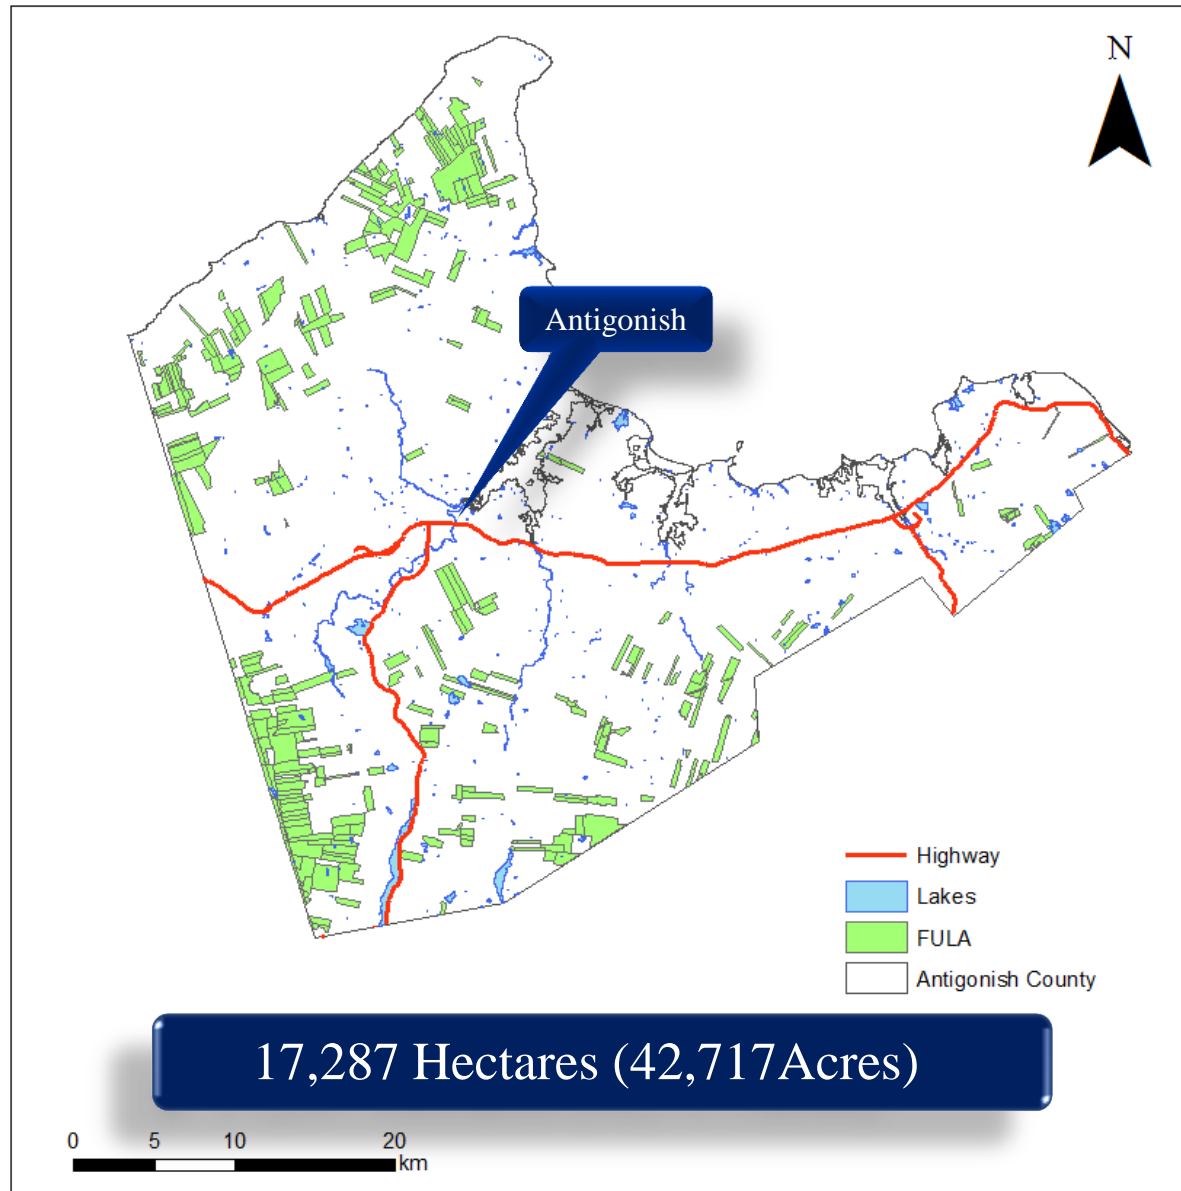 N
Antigonish
Highway
Lakes
FULA
Antigonish County
17,287 Hectares (42,717Acres)
0 5 10 20
km